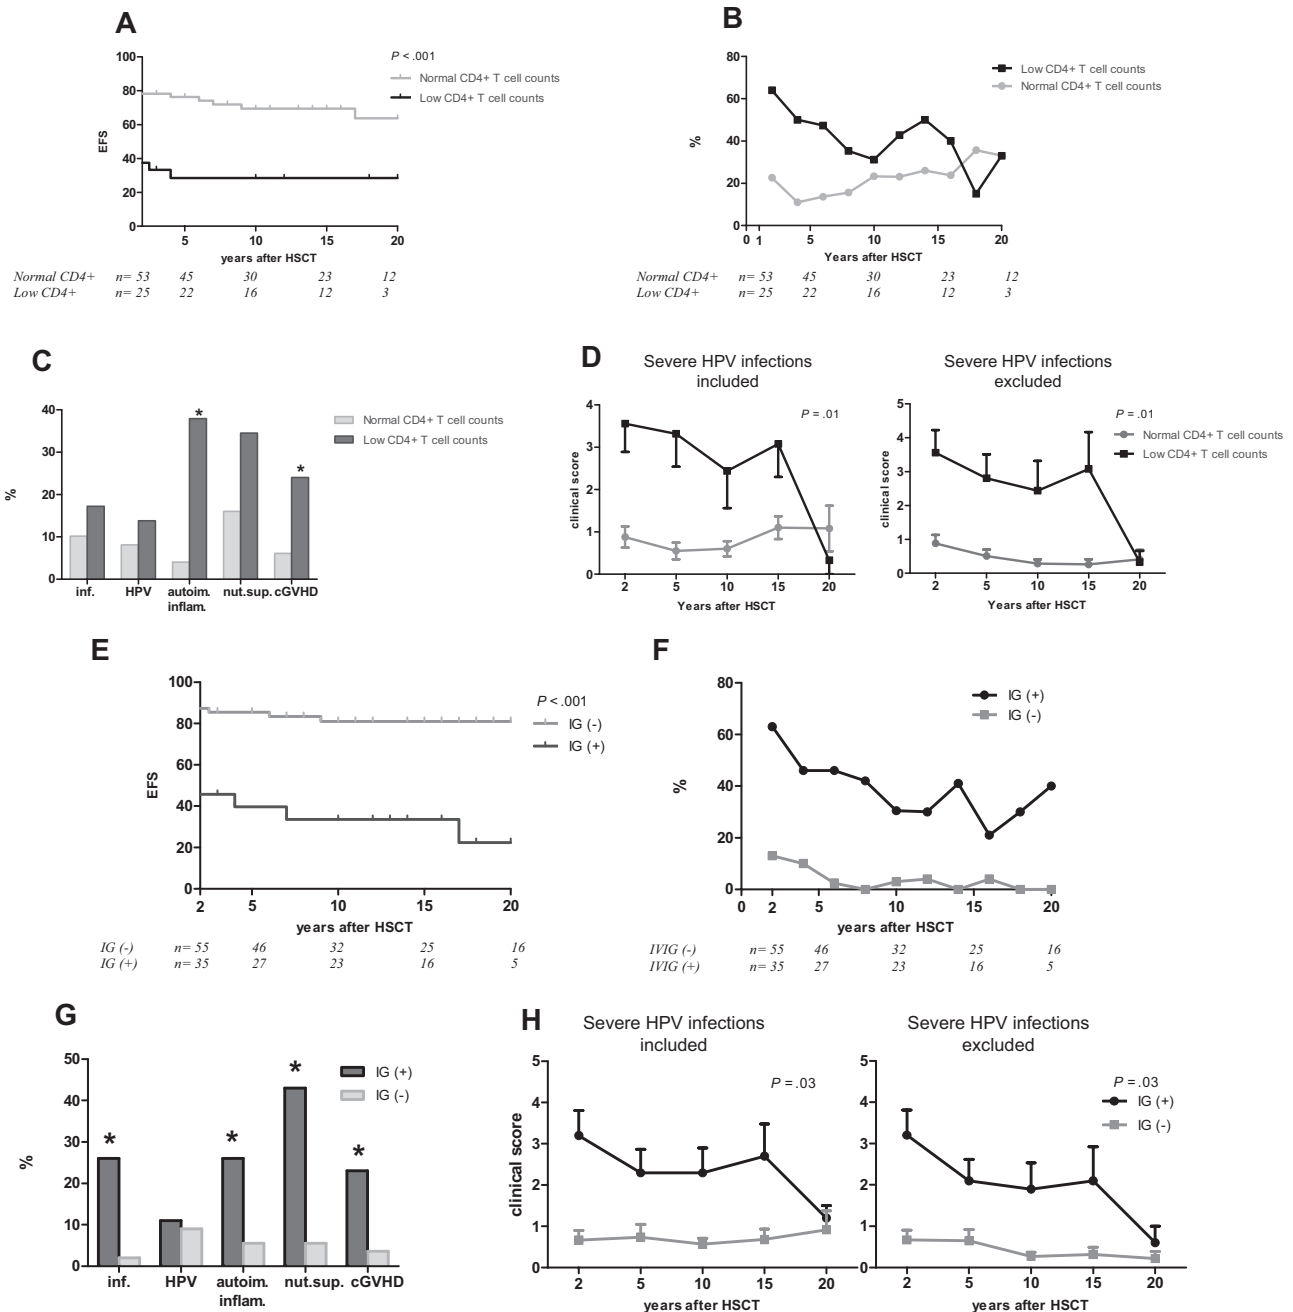 A
P < .001
Normal CD4+ T cell counts
Low CD4+ T cell counts
EFS
100
80
60
40
20
0
5 10 15 20
years after HSCT
Normal CD4+ n= 53 45 30 23 12
Low CD4+ n= 25 22 16 12 3
B
Low CD4+ T cell counts
Normal CD4+ T cell counts
%
80
60
40
20
0
0 1 5 10 15 20
Years after HSCT
Normal CD4+ n= 53 45 30 23 12
Low CD4+ n= 25 22 16 12 3
C
Normal CD4+ T cell counts
Low CD4+ T cell counts
%
40
30
20
10
0
* *
inf. HPV autoim. nut.sup. cGVHD
inflam.
D
Severe HPV infections
included
P = .01
clinical score
4
3
2
1
0
2 5 10 15 20
Years after HSCT
Severe HPV infections
excluded
P = .01
Normal CD4+ T cell counts
Low CD4+ T cell counts
clinical score
5
4
3
2
1
0
2 5 10 15 20
Years after HSCT
E
P < .001
IG (-)
IG (+)
EFS
100
80
60
40
20
0
2 5 10 15 20
years after HSCT
IG (-) n= 55 46 32 25 16
IG (+) n= 35 27 23 16 5
F
IG (+)
IG (-)
%
80
60
40
20
0
0 2 5 10 15 20
years after HSCT
IVIG (-) n= 55 46 32 25 16
IVIG (+) n= 35 27 23 16 5
G
IG (+)
IG (-)
%
50
40
30
20
10
0
* * * *
inf. HPV autoim. nut.sup. cGVHD
inflam.
H
Severe HPV infections
included
P = .03
clinical score
5
4
3
2
1
0
2 5 10 15 20
years after HSCT
Severe HPV infections
excluded
P = .03
IG (+)
IG (-)
5
4
3
2
1
0
2 5 10 15 20
years after HSCT